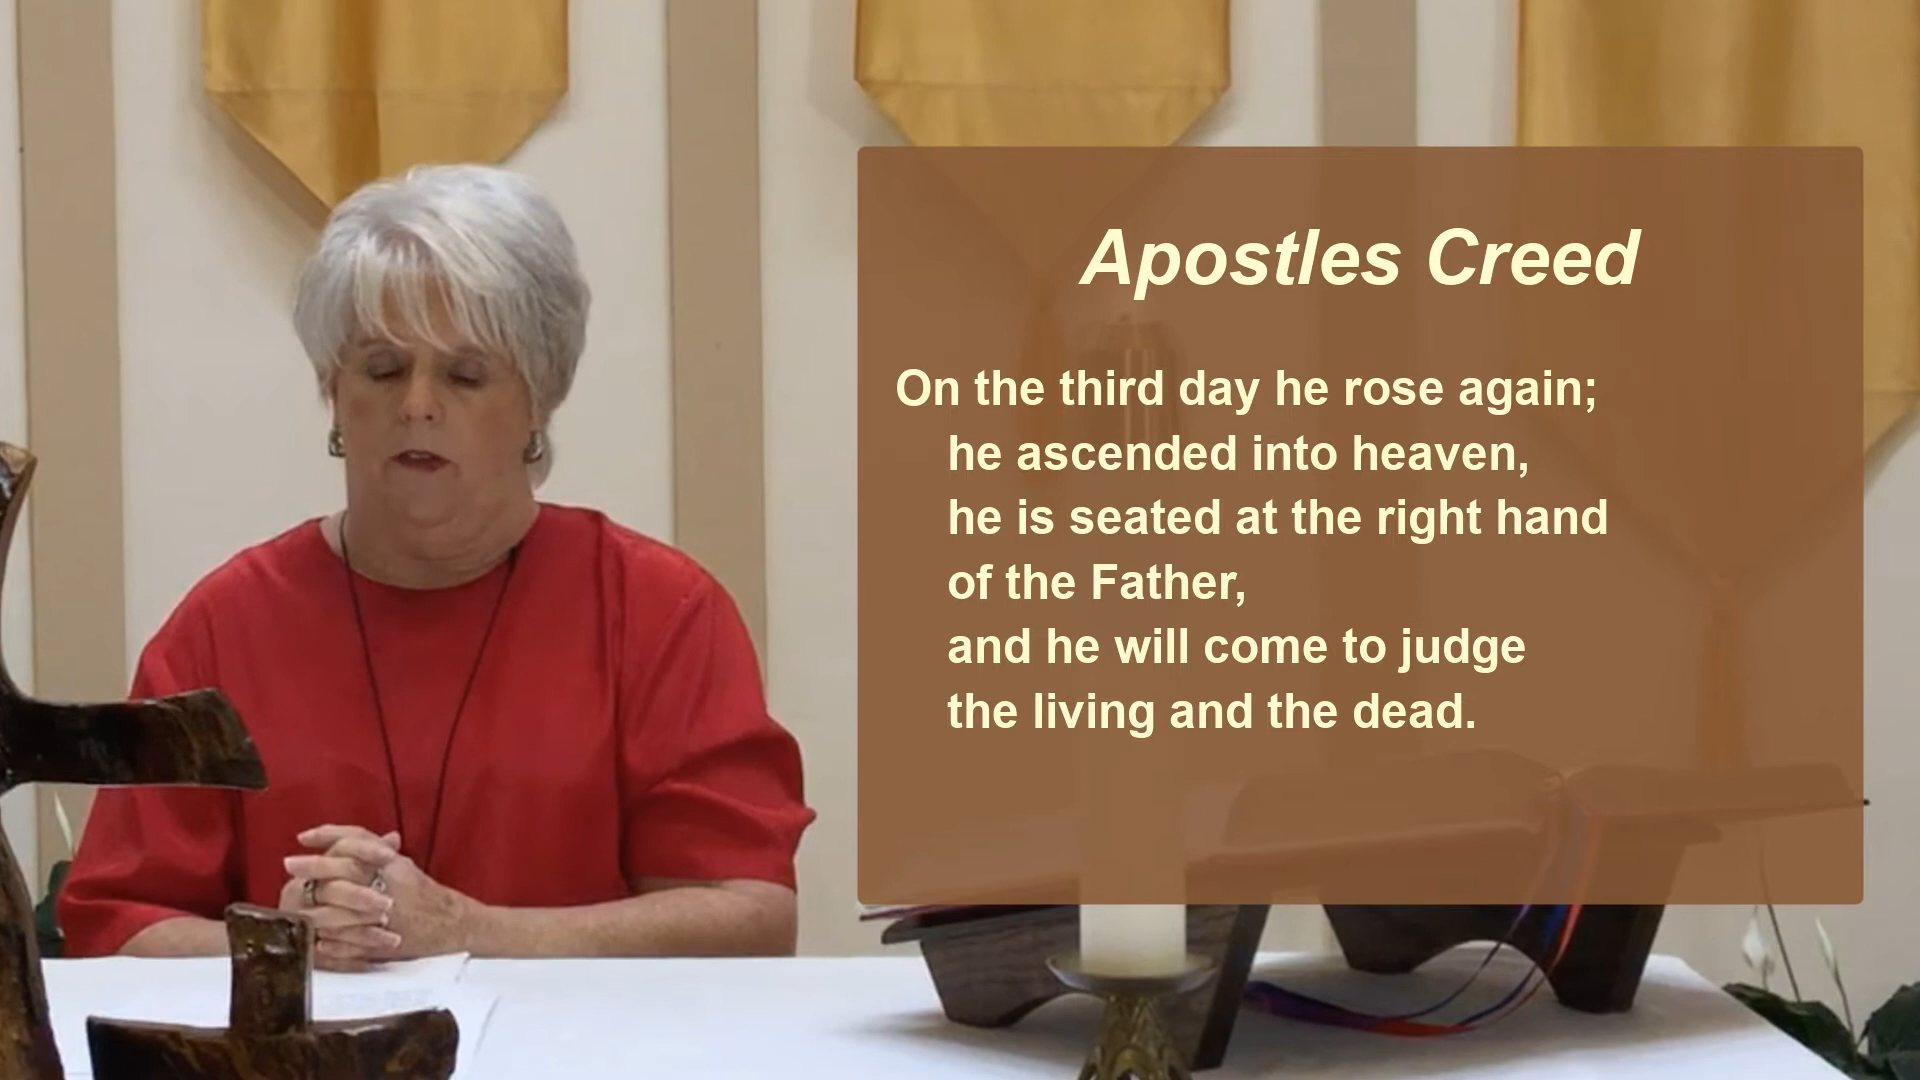 Apostles Creed
On the third day he rose again;
he ascended into heaven,
he is seated at the right hand
of the Father,
and he will come to judge
the living and the dead.